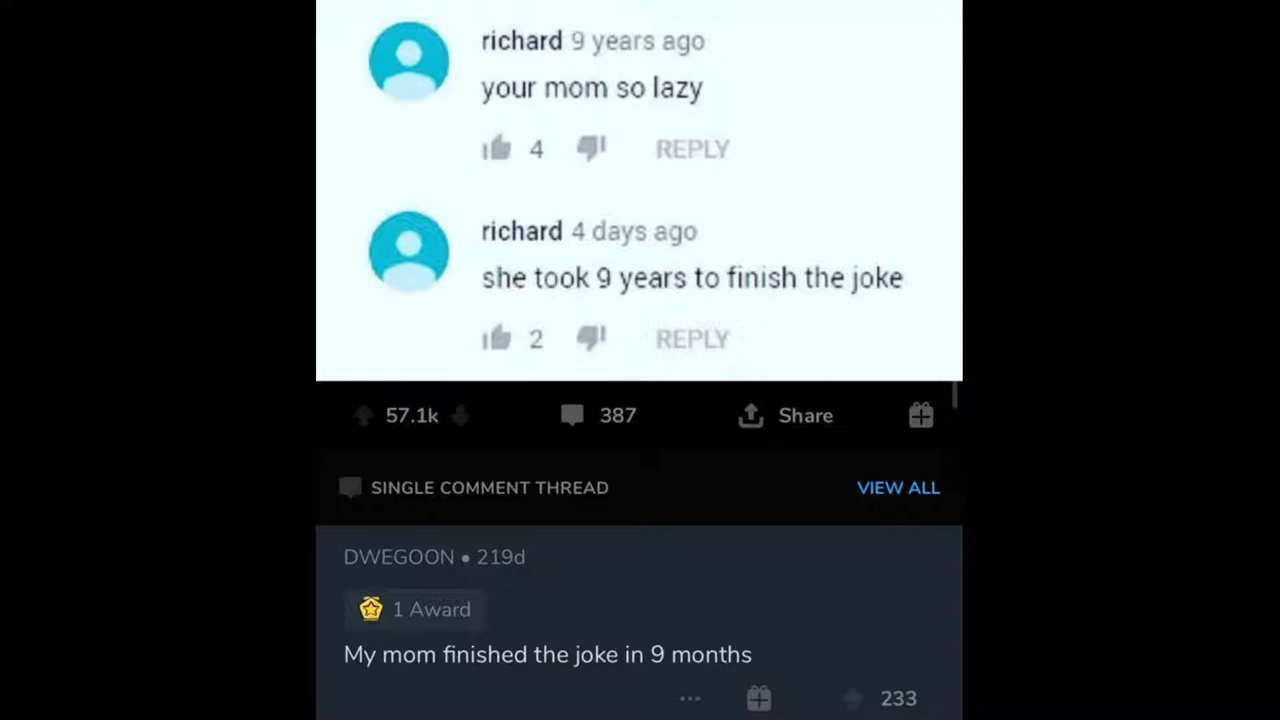 richard 9 years ago
your mom so lazy
4 REPLY
richard 4 days ago
she took 9 years to finish the joke
2 REPLY
57.1k 387 Share
SINGLE COMMENT THREAD VIEW ALL
DWEGOON • 219d
1 Award
My mom finished the joke in 9 months
... 233